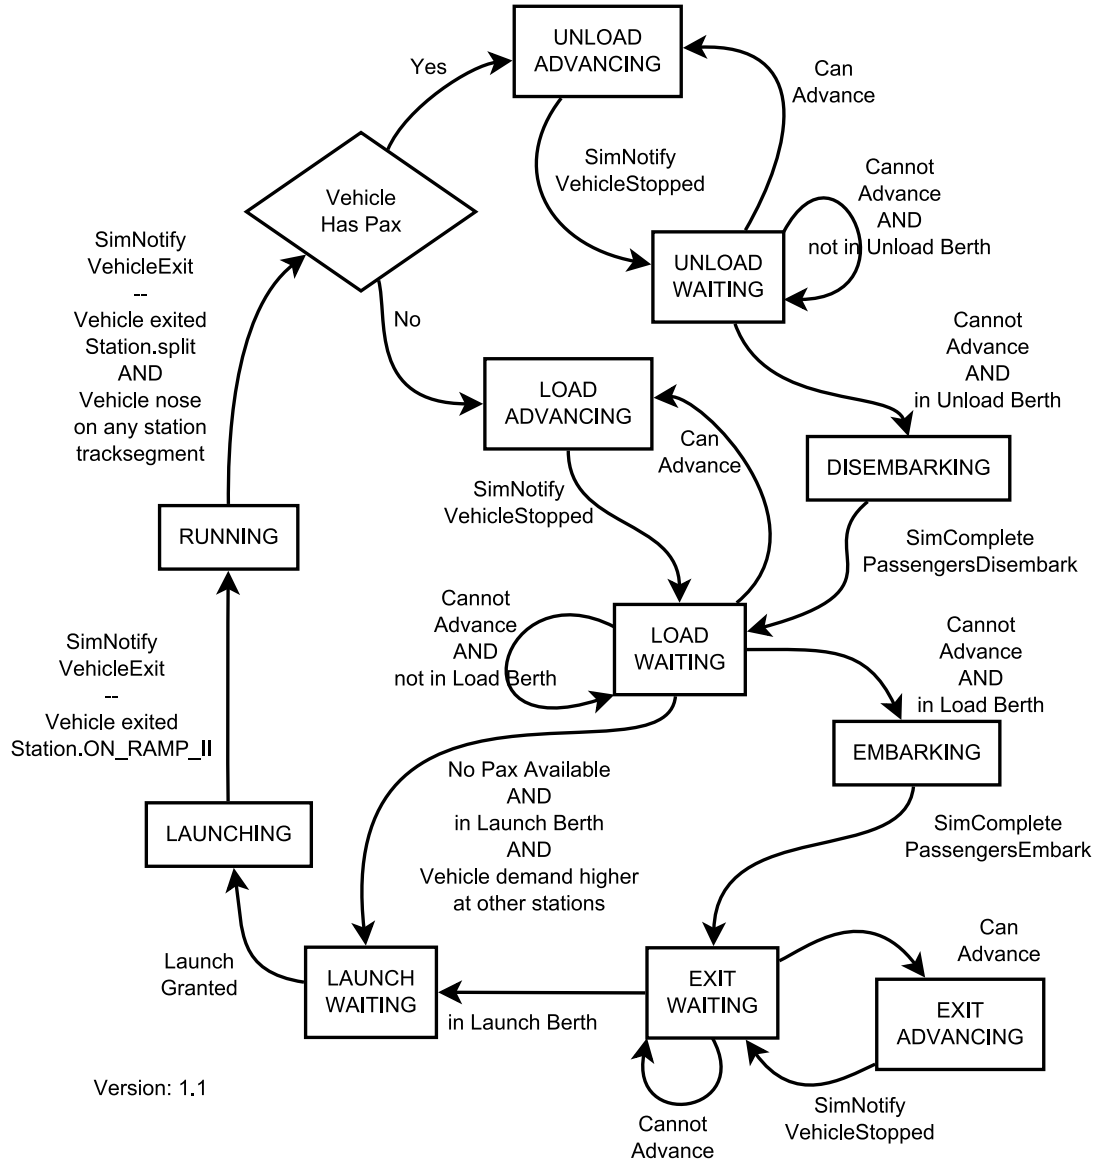 UNLOAD
ADVANCING
Yes
Can
Advance
SimNotify
VehicleStopped
Cannot
Advance
AND
not in Unload Berth
Vehicle
Has Pax
UNLOAD
WAITING
SimNotify
VehicleExit
--
Vehicle exited
Station.split
AND
Vehicle nose
on any station
tracksegment
No
Cannot
Advance
AND
in Unload Berth
LOAD
ADVANCING
Can
Advance
DISEMBARKING
SimNotify
VehicleStopped
RUNNING
SimComplete
PassengersDisembark
Cannot
Advance
AND
not in Load Berth
LOAD
WAITING
Cannot
Advance
AND
in Load Berth
SimNotify
VehicleExit
--
Vehicle exited
Station.ON_RAMP_II
EMBARKING
No Pax Available
AND
in Launch Berth
AND
Vehicle demand higher
at other stations
LAUNCHING
SimComplete
PassengersEmbark
Launch
Granted
LAUNCH
WAITING
in Launch Berth
EXIT
WAITING
Can
Advance
EXIT
ADVANCING
Version: 1.1
Cannot
Advance
SimNotify
VehicleStopped